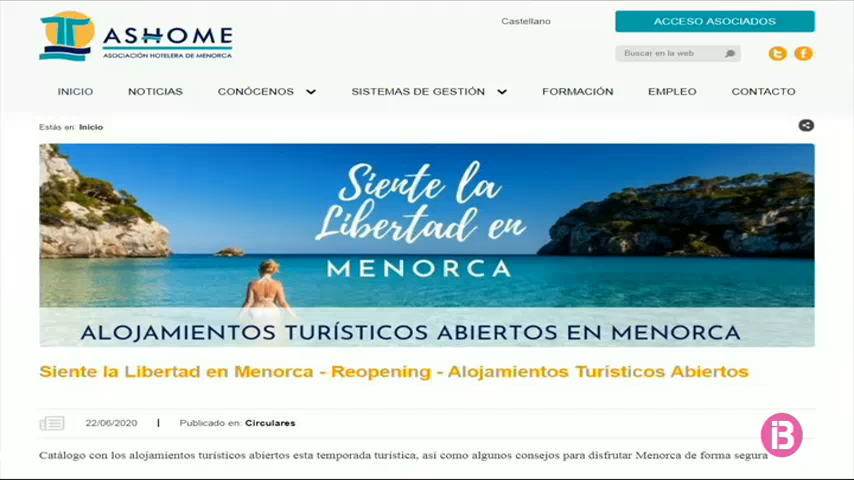 ASHOME
ASOCIACIÓN HOTELERA DE MENORCA
Castellano
ACCESO ASOCIADOS
Buscar en la web
INICIO NOTICIAS CONÓCENOS SISTEMAS DE GESTIÓN FORMACIÓN EMPLEO CONTACTO
Estás en: Inicio
Siente la
Libertad en
MENORCA
ALOJAMIENTOS TURÍSTICOS ABIERTOS EN MENORCA
Siente la Libertad en Menorca - Reopening - Alojamientos Turísticos Abiertos
22/06/2020 | Publicado en: Circulares
Catálogo con los alojamientos turísticos abiertos esta temporada turística, así como algunos consejos para disfrutar Menorca de forma segura
iB